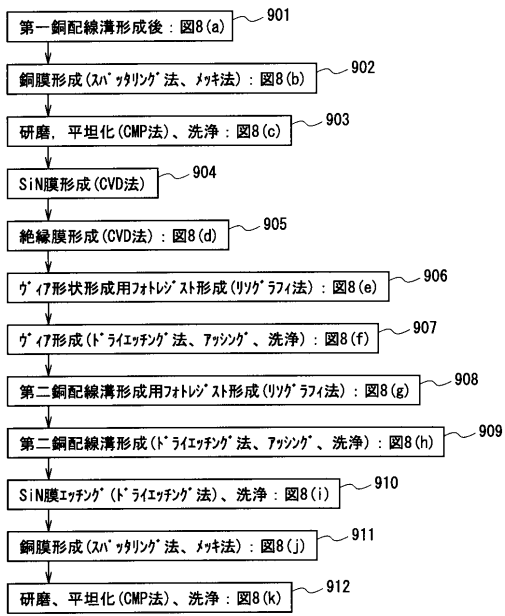 第一銅配線溝形成後：図8(a)
901
銅膜形成(ｽﾊﾟｯﾀﾘﾝｸﾞ法、ﾒｯｷ法)：図8(b)
902
研磨，平坦化(CMP法)、洗浄：図8(c)
903
SiN膜形成(CVD法)
904
絶縁膜形成(CVD法)：図8(d)
905
ｳﾞｨｱ形状形成用ﾌｫﾄﾚｼﾞｽﾄ形成(ﾘｿｸﾞﾗﾌｨ法)：図8(e)
906
ｳﾞｨｱ形成(ﾄﾞﾗｲｴｯﾁﾝｸﾞ法、ｱｯｼﾝｸﾞ、洗浄)：図8(f)
907
第二銅配線溝形成用ﾌｫﾄﾚｼﾞｽﾄ形成(ﾘｿｸﾞﾗﾌｨ法)：図8(g)
908
第二銅配線溝形成(ﾄﾞﾗｲｴｯﾁﾝｸﾞ法、ｱｯｼﾝｸﾞ、洗浄)：図8(h)
909
SiN膜ｴｯﾁﾝｸﾞ(ﾄﾞﾗｲｴｯﾁﾝｸﾞ法)、洗浄：図8(i)
910
銅膜形成(ｽﾊﾟｯﾀﾘﾝｸﾞ法、ﾒｯｷ法)：図8(j)
911
研磨、平坦化(CMP法)、洗浄：図8(k)
912